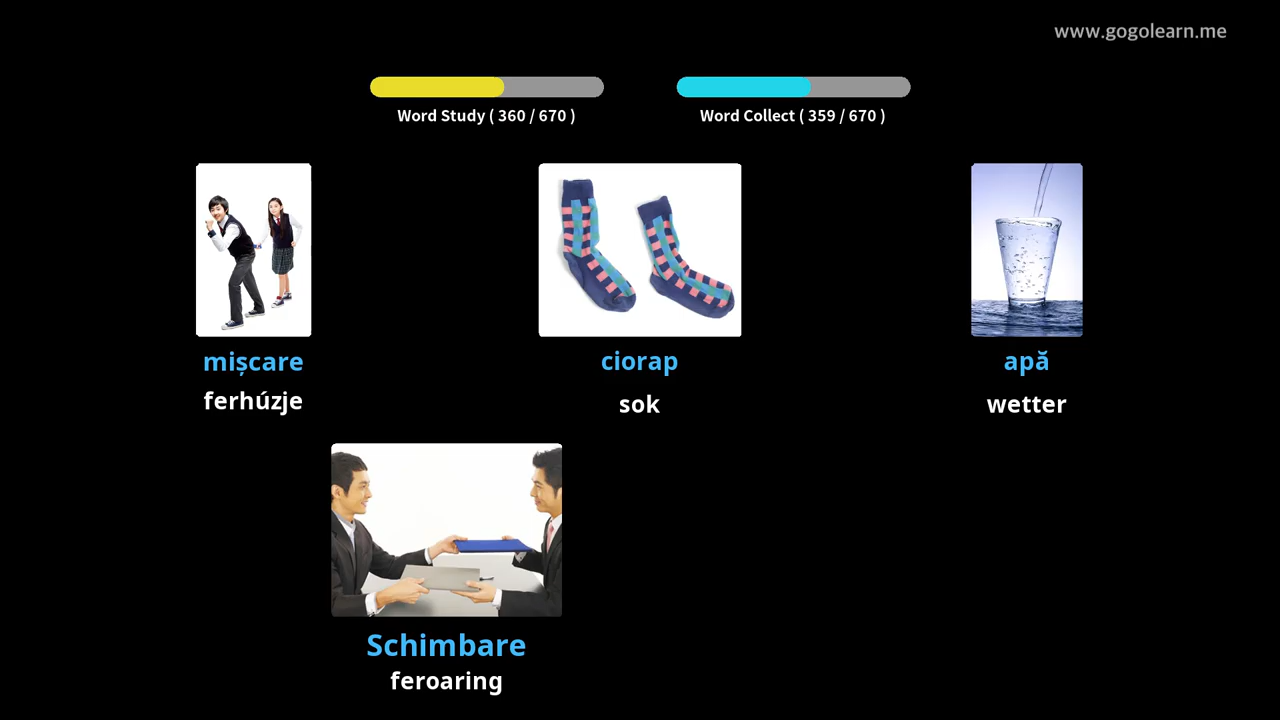 www.gogolearn.me
Word Study ( 360 / 670 )
Word Collect ( 359 / 670 )
mișcare
ferhúzje
ciorap
sok
apă
wetter
Schimbare
feroaring